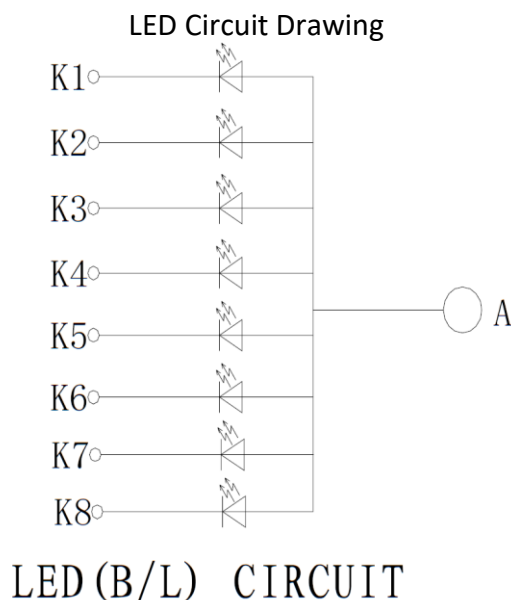 LED Circuit Drawing
K1
K2
K3
K4
A
K5
K6
K7
K8
LED(B/L) CIRCUIT